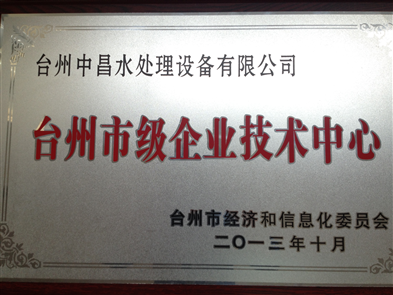 台州中昌水处理设备有限公司
台州市级企业技术中心
台州市经济和信息化委员会
二〇一三年十月